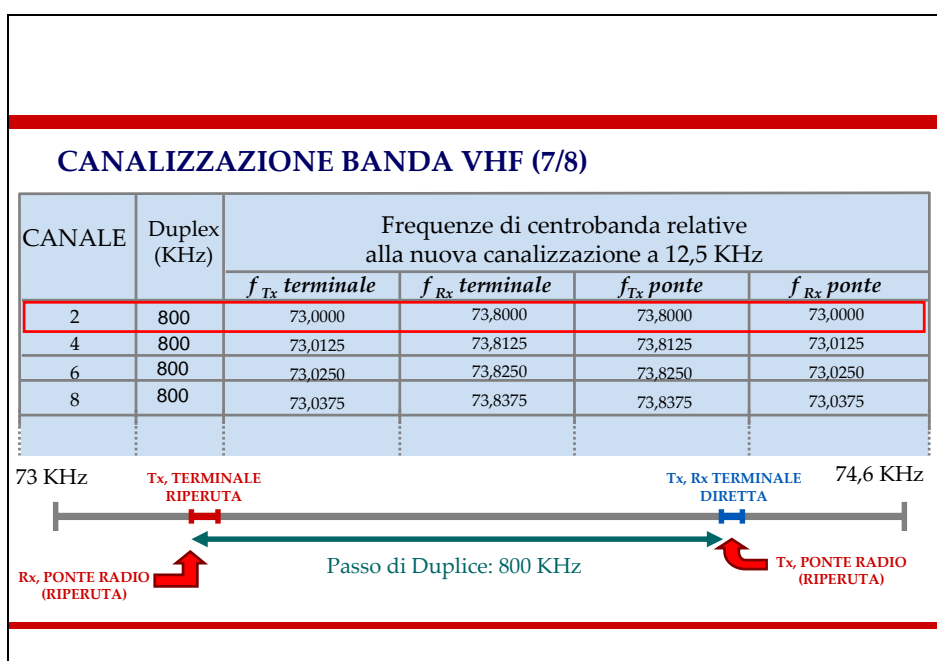 CANALIZZAZIONE BANDA VHF (7/8)
CANALE
Duplex
(KHz)
Frequenze di centrobanda relative
alla nuova canalizzazione a 12,5 KHz
f Tx terminale f Rx terminale fTx ponte f Rx ponte
2 800 73,0000 73,8000 73,8000 73,0000
4 800 73,0125 73,8125 73,8125 73,0125
6 800 73,0250 73,8250 73,8250 73,0250
8 800 73,0375 73,8375 73,8375 73,0375
73 KHz
Tx, TERMINALE
RIPERUTA
Tx, Rx TERMINALE
DIRETTA
74,6 KHz
Passo di Duplice: 800 KHz
Rx, PONTE RADIO
(RIPERUTA)
Tx, PONTE RADIO
(RIPERUTA)